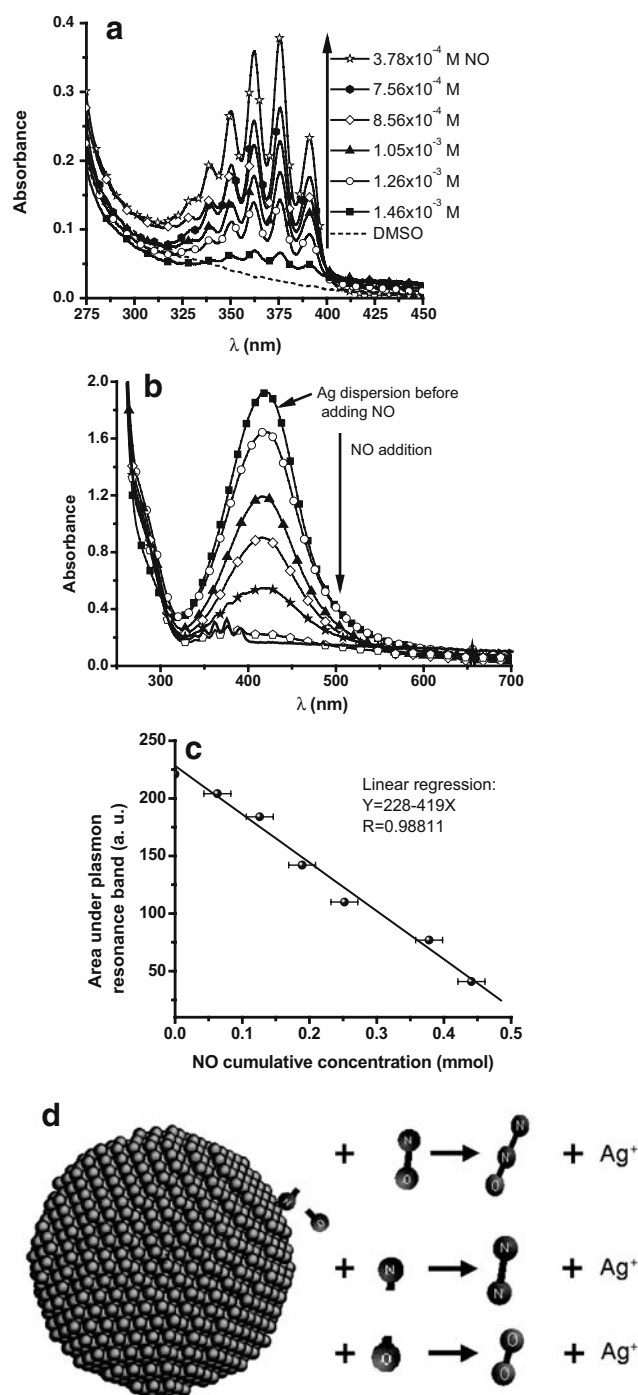 a
0.4
0.3
0.2
0.1
0.0
Absorbance
275 300 325 350 375 400 425 450
λ (nm)
3.78x10⁻⁴ M NO
7.56x10⁻⁴ M
8.56x10⁻⁴ M
1.05x10⁻³ M
1.26x10⁻³ M
1.46x10⁻³ M
DMSO
b
2.0
1.6
1.2
0.8
0.4
0.0
Absorbance
300 400 500 600 700
λ (nm)
Ag dispersion before
adding NO
NO addition
c
250
200
150
100
50
Area under plasmon
resonance band (a. u.)
0.0 0.1 0.2 0.3 0.4 0.5
NO cumulative concentration (mmol)
Linear regression:
Y=228-419X
R=0.98811
d
+ N O N N O + Ag⁺
+ N N N + Ag⁺
+ O O O + Ag⁺